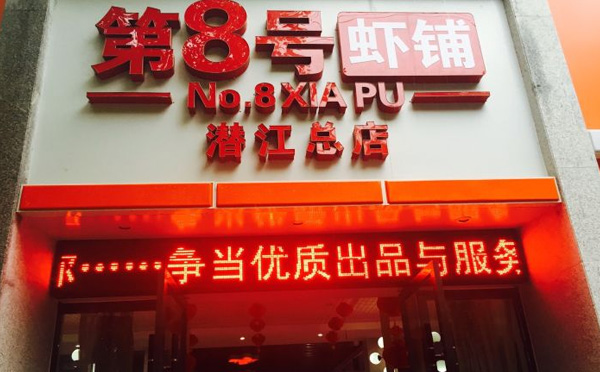 第8号虾铺
No.8 XIA PU
潜江总店
······争当优质出品与服务